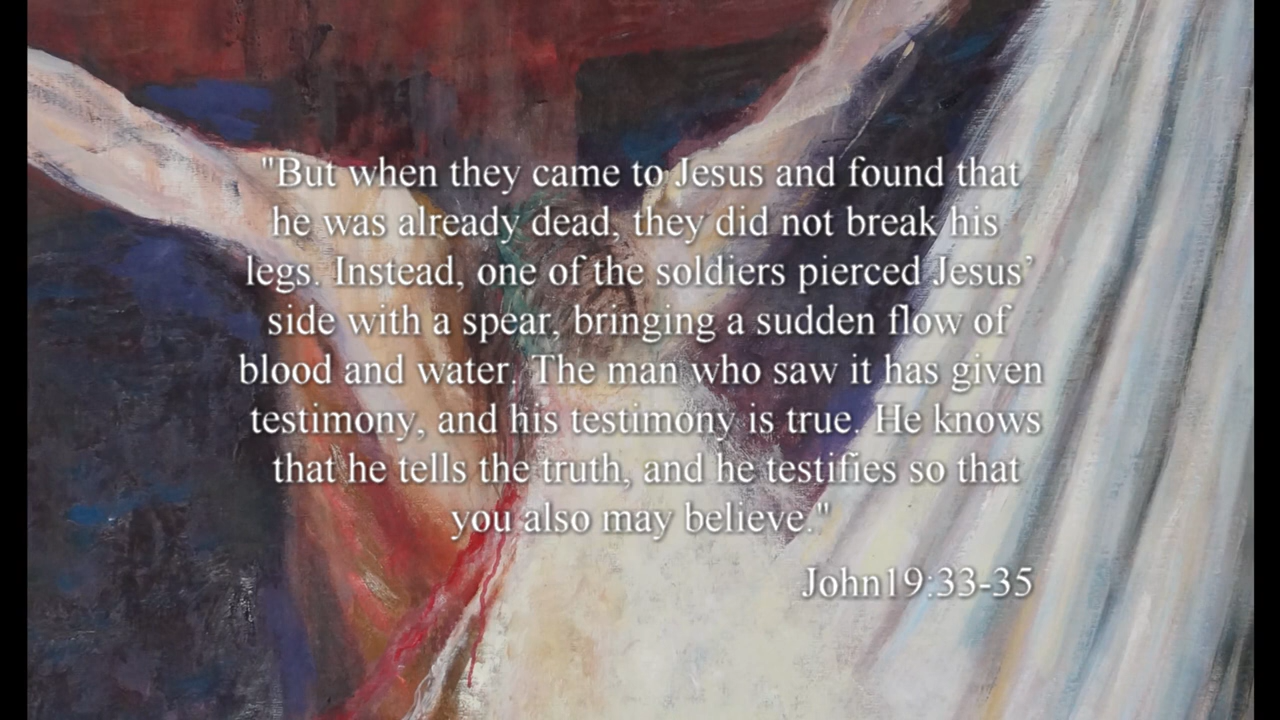 "But when they came to Jesus and found that
he was already dead, they did not break his
legs. Instead, one of the soldiers pierced Jesus’
side with a spear, bringing a sudden flow of
blood and water. The man who saw it has given
testimony, and his testimony is true. He knows
that he tells the truth, and he testifies so that
you also may believe."
John19:33-35